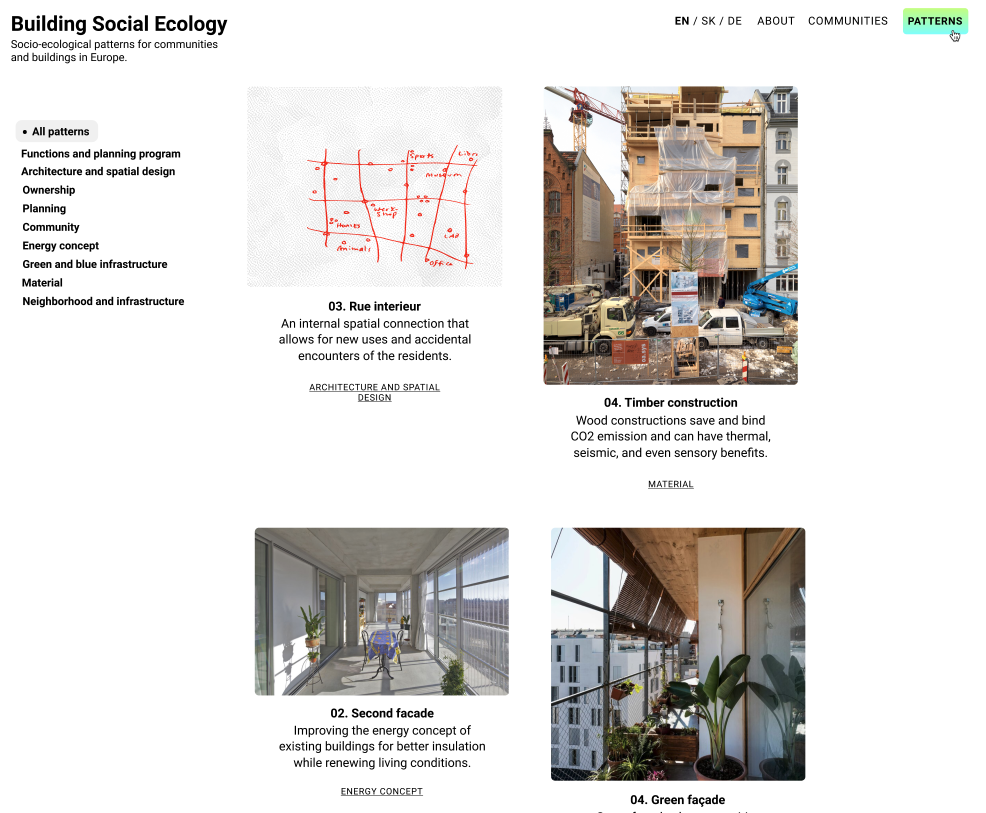 Building Social Ecology
Socio-ecological patterns for communities
and buildings in Europe.
EN / SK / DE ABOUT COMMUNITIES PATTERNS
• All patterns
Functions and planning program
Architecture and spatial design
Ownership
Planning
Community
Energy concept
Green and blue infrastructure
Material
Neighborhood and infrastructure
Sports
Libri
Museum
Work-
shop
Homes
LAB
Animals
Office
03. Rue interieur
An internal spatial connection that
allows for new uses and accidental
encounters of the residents.
ARCHITECTURE AND SPATIAL
DESIGN
04. Timber construction
Wood constructions save and bind
CO2 emission and can have thermal,
seismic, and even sensory benefits.
MATERIAL
02. Second facade
Improving the energy concept of
existing buildings for better insulation
while renewing living conditions.
ENERGY CONCEPT
04. Green façade